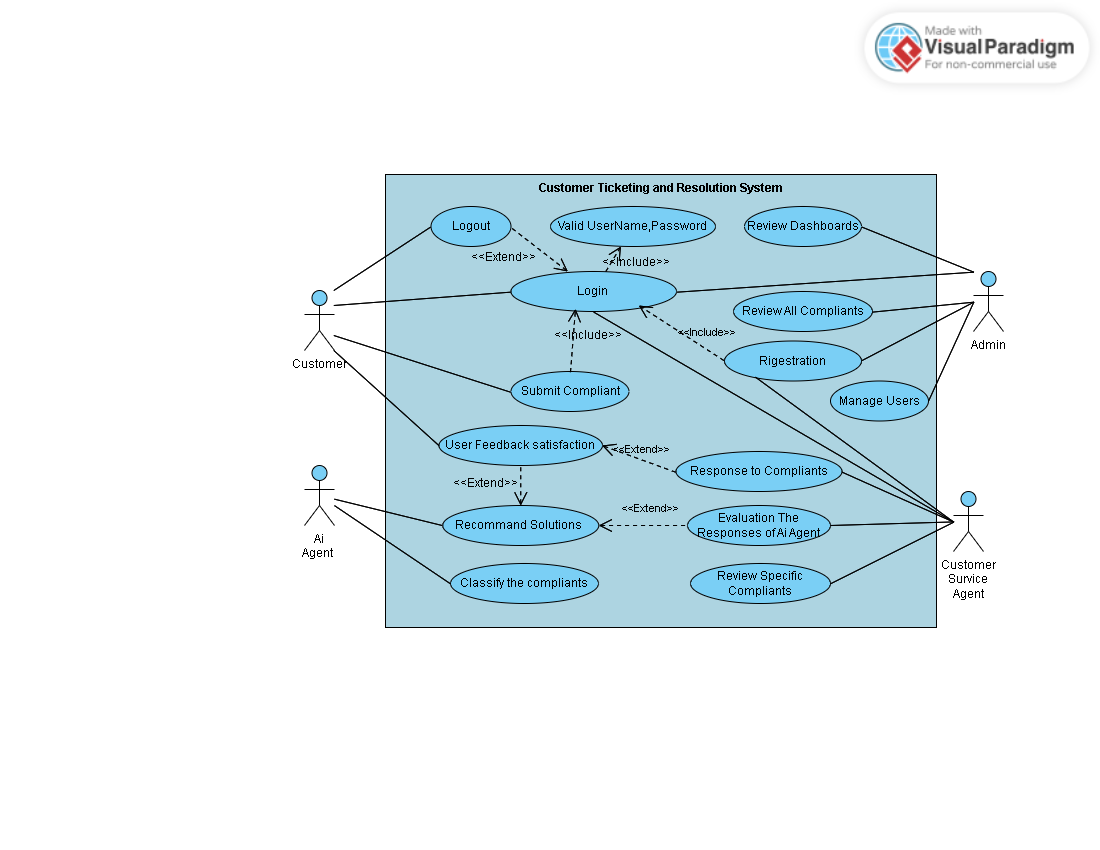 Made with
Visual Paradigm
For non-commercial use
Customer Ticketing and Resolution System
Logout
Valid UserName,Password
Review Dashboards
<<Extend>>
<<Include>>
Login
Review All Compliants
<<Include>>
<<Include>>
Customer
Admin
Rigestration
Submit Compliant
Manage Users
User Feedback satisfaction
<<Extend>>
Response to Compliants
<<Extend>>
<<Extend>>
Recommand Solutions
Evaluation The
Responses of Ai Agent
Ai
Agent
Classify the compliants
Review Specific
Compliants
Customer
Survice
Agent